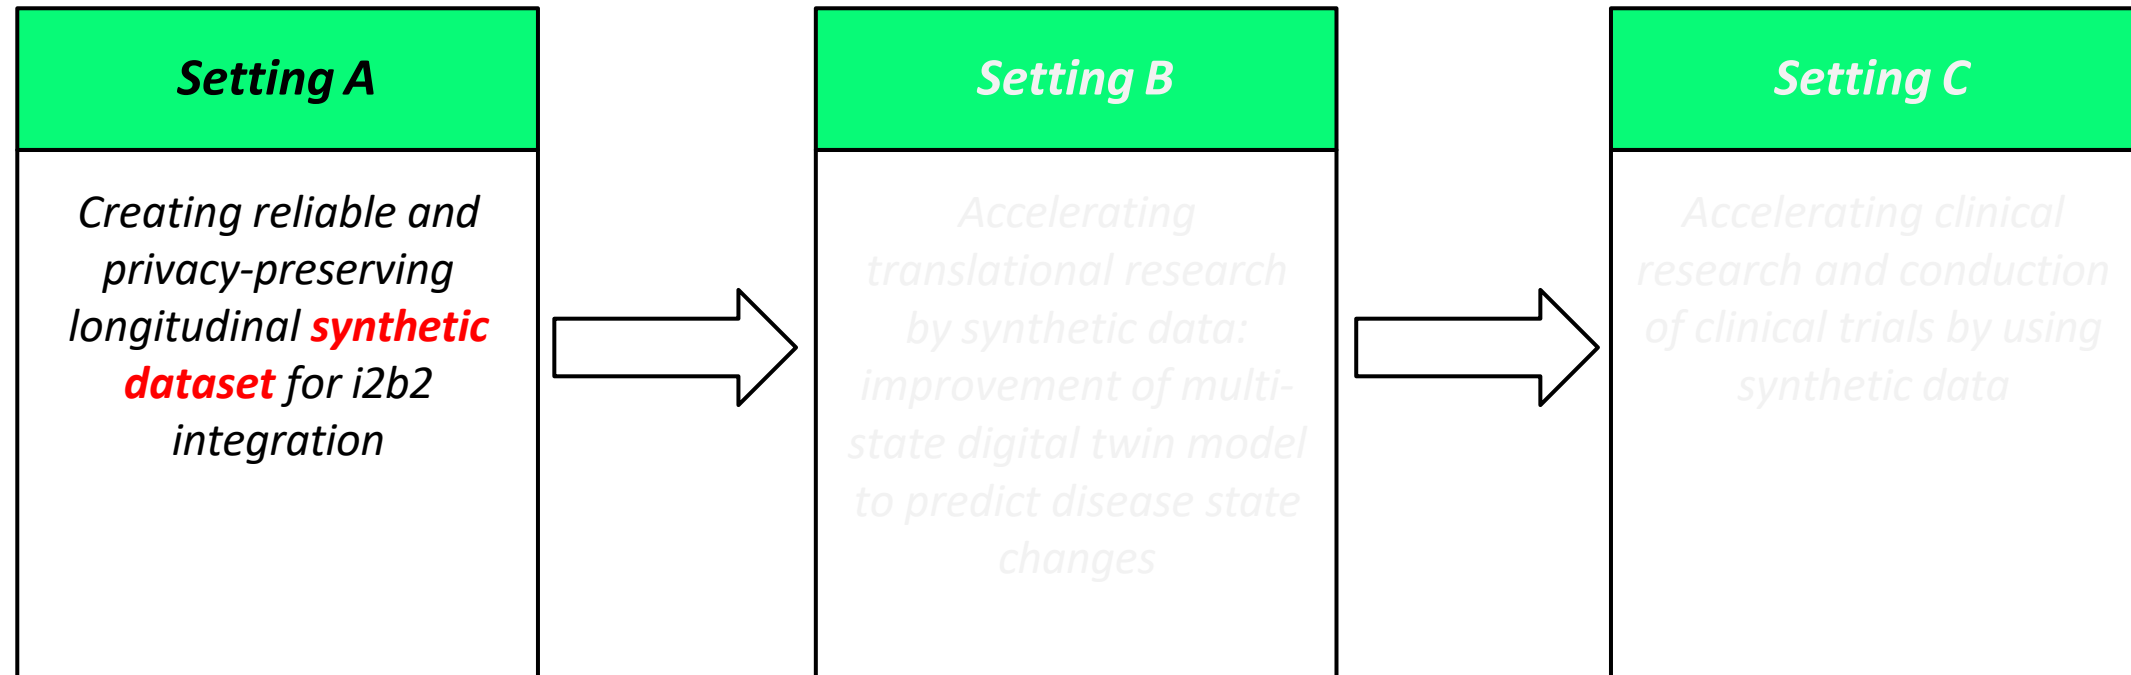 Setting A
Creating reliable and
privacy-preserving
longitudinal synthetic
dataset for i2b2
integration
Setting B
Accelerating
translational research
by synthetic data:
improvement of multi-
state digital twin model
to predict disease state
changes
Setting C
Accelerating clinical
research and conduction
of clinical trials by using
synthetic data